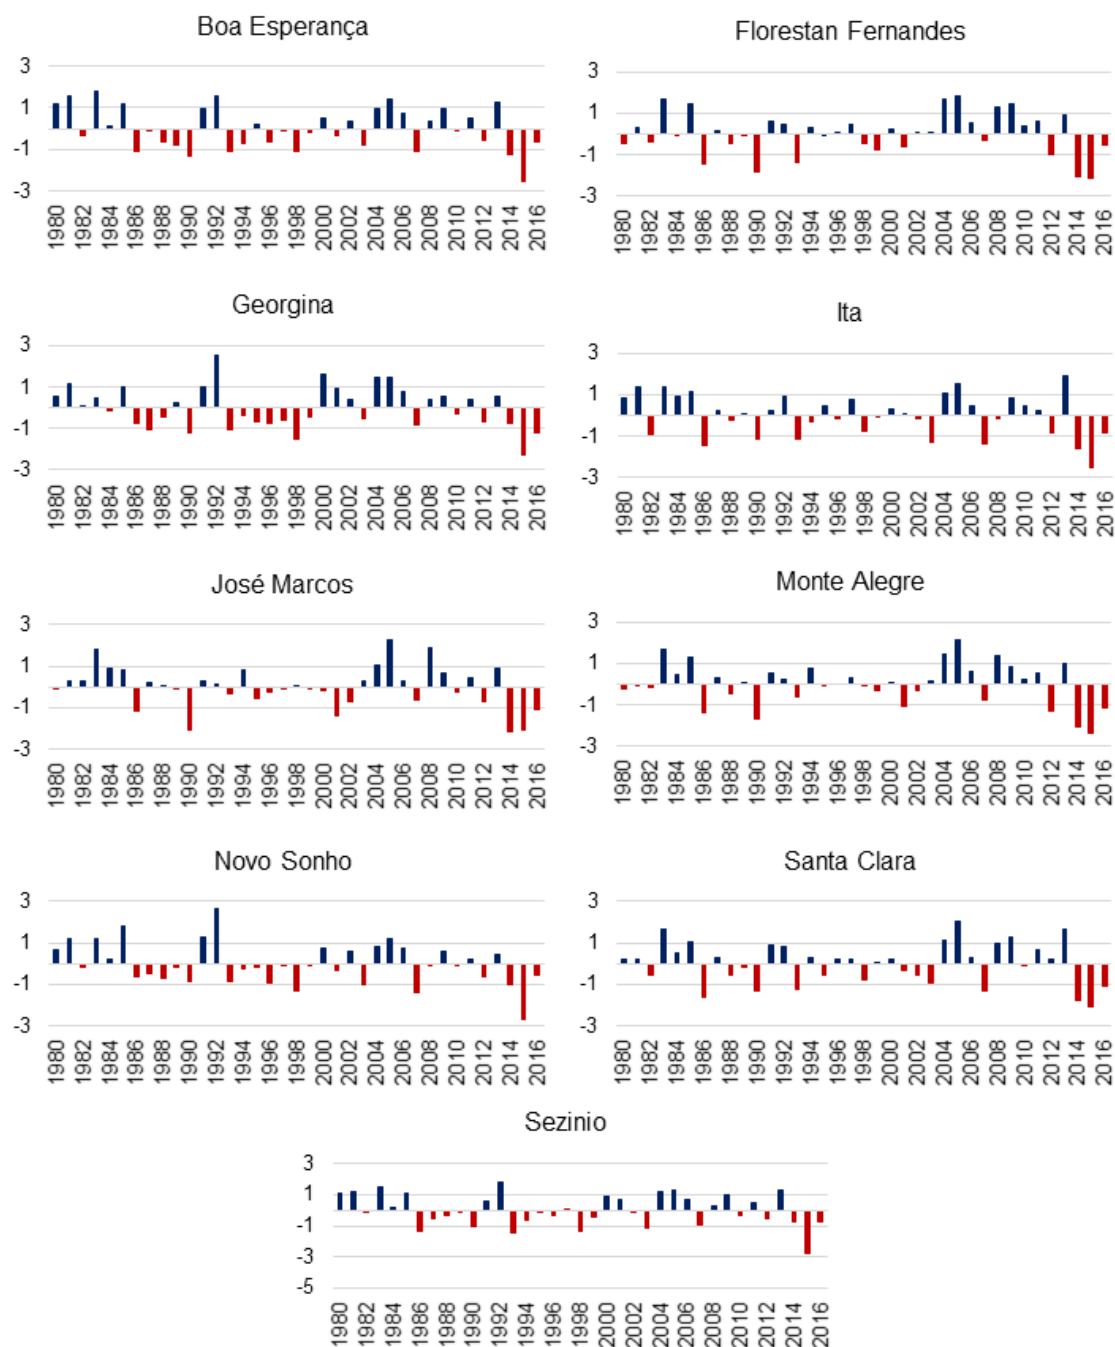 Boa Esperança
3
1
-1
-3
1980 1982 1984 1986 1988 1990 1992 1994 1996 1998 2000 2002 2004 2006 2008 2010 2012 2014 2016
Florestan Fernandes
3
1
-1
-3
1980 1982 1984 1986 1988 1990 1992 1994 1996 1998 2000 2002 2004 2006 2008 2010 2012 2014 2016
Georgina
3
1
-1
-3
1980 1982 1984 1986 1988 1990 1992 1994 1996 1998 2000 2002 2004 2006 2008 2010 2012 2014 2016
Ita
3
1
-1
-3
1980 1982 1984 1986 1988 1990 1992 1994 1996 1998 2000 2002 2004 2006 2008 2010 2012 2014 2016
José Marcos
3
1
-1
-3
1980 1982 1984 1986 1988 1990 1992 1994 1996 1998 2000 2002 2004 2006 2008 2010 2012 2014 2016
Monte Alegre
3
1
-1
-3
1980 1982 1984 1986 1988 1990 1992 1994 1996 1998 2000 2002 2004 2006 2008 2010 2012 2014 2016
Novo Sonho
3
1
-1
-3
1980 1982 1984 1986 1988 1990 1992 1994 1996 1998 2000 2002 2004 2006 2008 2010 2012 2014 2016
Santa Clara
3
1
-1
-3
1980 1982 1984 1986 1988 1990 1992 1994 1996 1998 2000 2002 2004 2006 2008 2010 2012 2014 2016
Sezinio
3
1
-1
-3
-5
1980 1982 1984 1986 1988 1990 1992 1994 1996 1998 2000 2002 2004 2006 2008 2010 2012 2014 2016